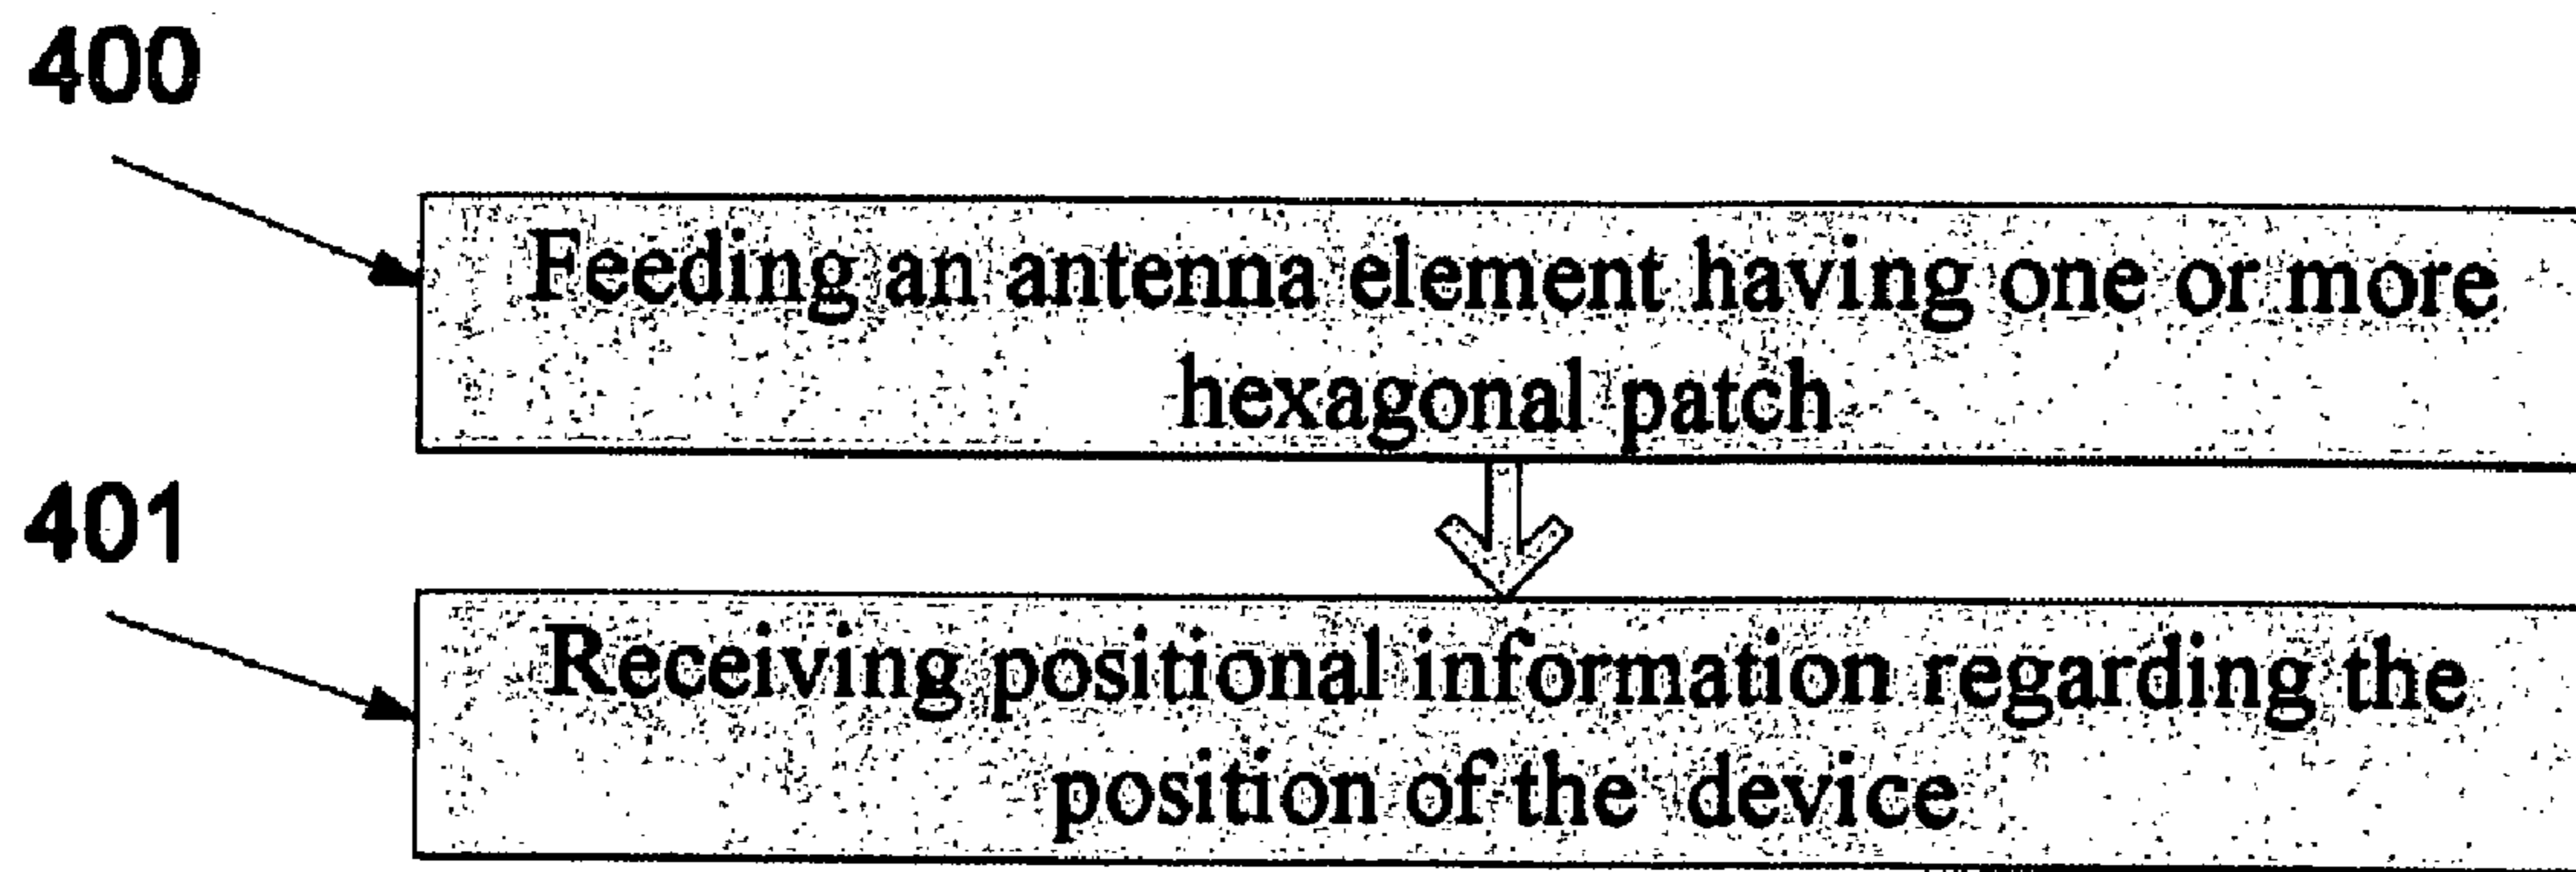 400
Feeding an antenna element having one or more
hexagonal patch
401
Receiving positional information regarding the
position of the device